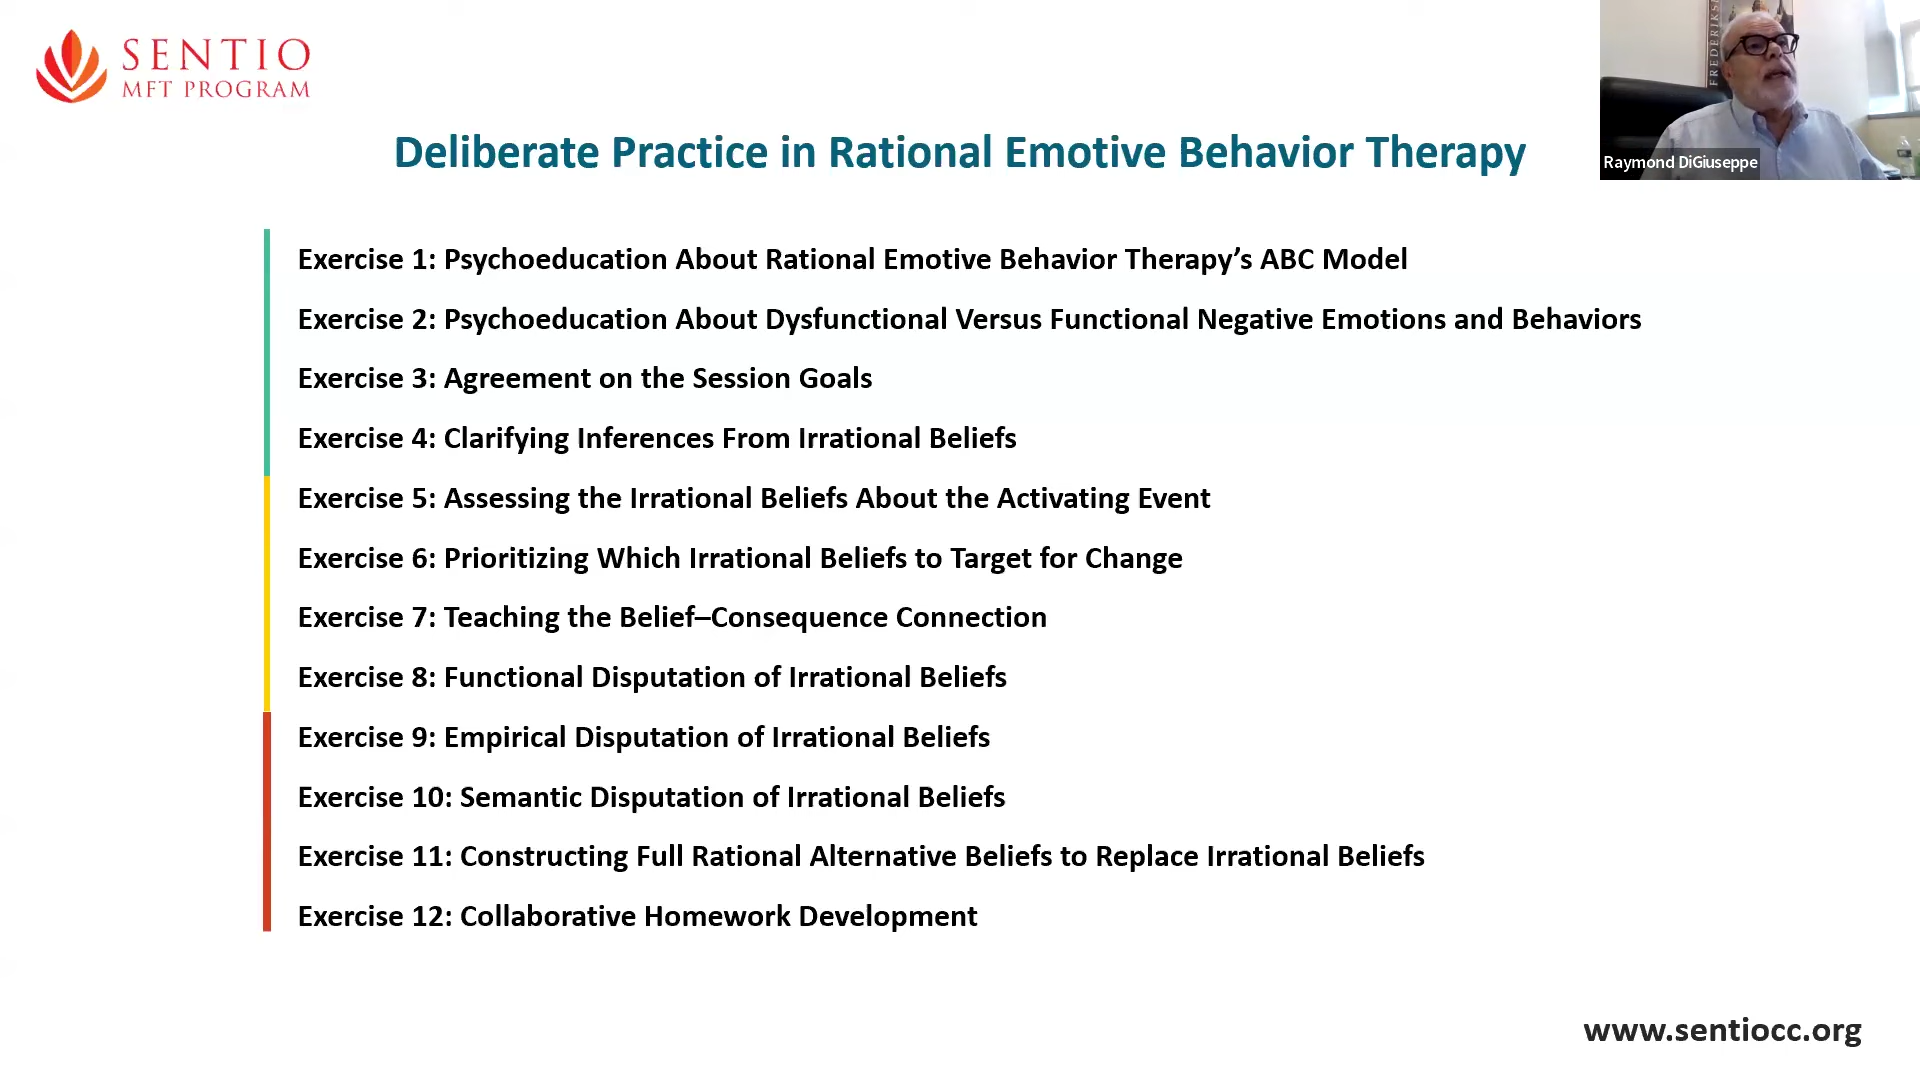 SENTIO
MFT PROGRAM
FREDERIKS
Raymond DiGiuseppe
Deliberate Practice in Rational Emotive Behavior Therapy
Exercise 1: Psychoeducation About Rational Emotive Behavior Therapy’s ABC Model
Exercise 2: Psychoeducation About Dysfunctional Versus Functional Negative Emotions and Behaviors
Exercise 3: Agreement on the Session Goals
Exercise 4: Clarifying Inferences From Irrational Beliefs
Exercise 5: Assessing the Irrational Beliefs About the Activating Event
Exercise 6: Prioritizing Which Irrational Beliefs to Target for Change
Exercise 7: Teaching the Belief–Consequence Connection
Exercise 8: Functional Disputation of Irrational Beliefs
Exercise 9: Empirical Disputation of Irrational Beliefs
Exercise 10: Semantic Disputation of Irrational Beliefs
Exercise 11: Constructing Full Rational Alternative Beliefs to Replace Irrational Beliefs
Exercise 12: Collaborative Homework Development
www.sentiocc.org